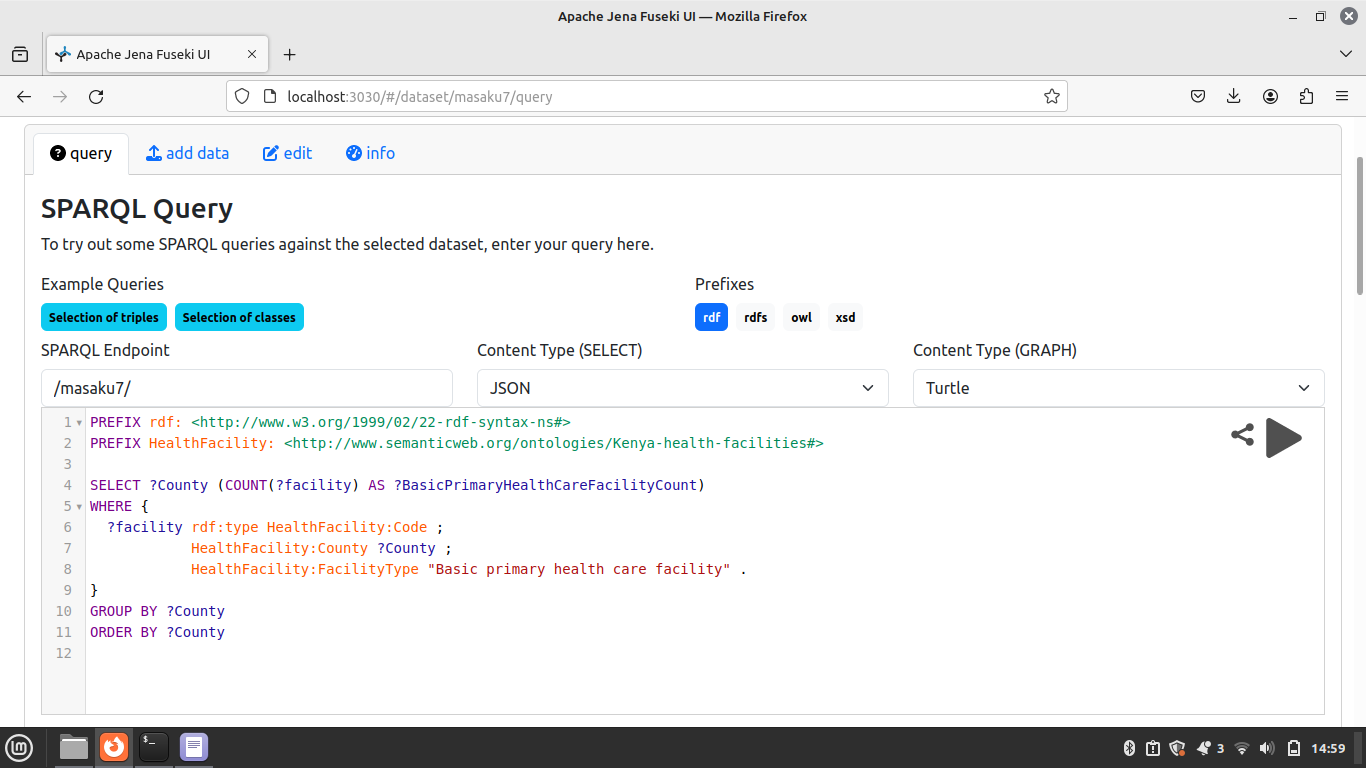 Apache Jena Fuseki UI — Mozilla Firefox
Apache Jena Fuseki UI
localhost:3030/#/dataset/masaku7/query
query add data edit info
SPARQL Query
To try out some SPARQL queries against the selected dataset, enter your query here.
Example Queries
Selection of triples Selection of classes
Prefixes
rdf rdfs owl xsd
SPARQL Endpoint
/masaku7/
Content Type (SELECT)
JSON
Content Type (GRAPH)
Turtle
1 PREFIX rdf: <http://www.w3.org/1999/02/22-rdf-syntax-ns#>
2 PREFIX HealthFacility: <http://www.semanticweb.org/ontologies/Kenya-health-facilities#>
3
4 SELECT ?County (COUNT(?facility) AS ?BasicPrimaryHealthCareFacilityCount)
5 WHERE {
6   ?facility rdf:type HealthFacility:Code ;
7             HealthFacility:County ?County ;
8             HealthFacility:FacilityType "Basic primary health care facility" .
9 }
10 GROUP BY ?County
11 ORDER BY ?County
12
3 14:59